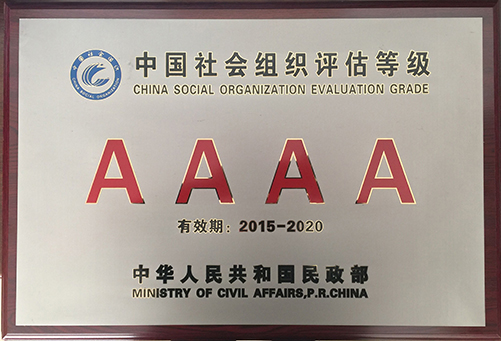 中国社会组织评估等级
CHINA SOCIAL ORGANIZATION EVALUATION GRADE
AAAA
有效期：2015-2020
中华人民共和国民政部
MINISTRY OF CIVIL AFFAIRS,P.R.CHINA